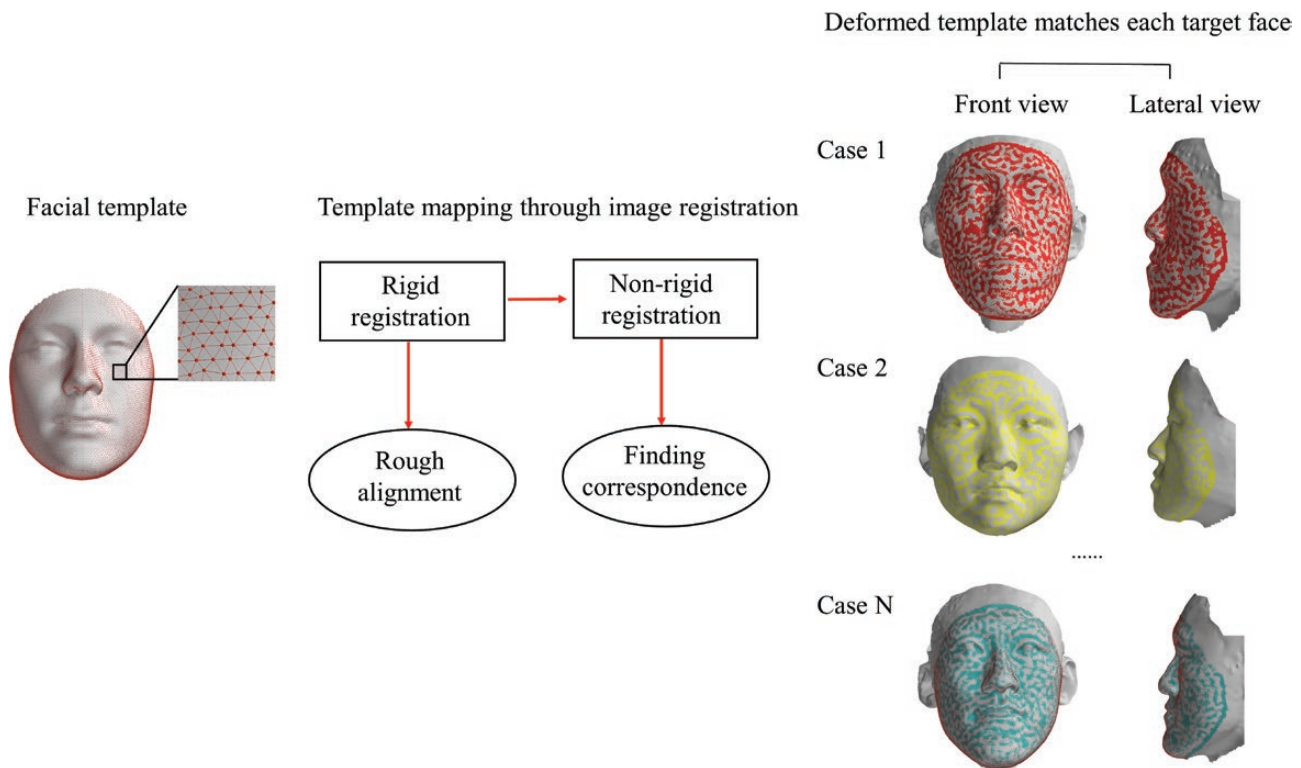 Deformed template matches each target face
Front view
Lateral view
Case 1
Facial template
Template mapping through image registration
Rigid
registration
Non-rigid
registration
Case 2
Rough
alignment
Finding
correspondence
......
Case N